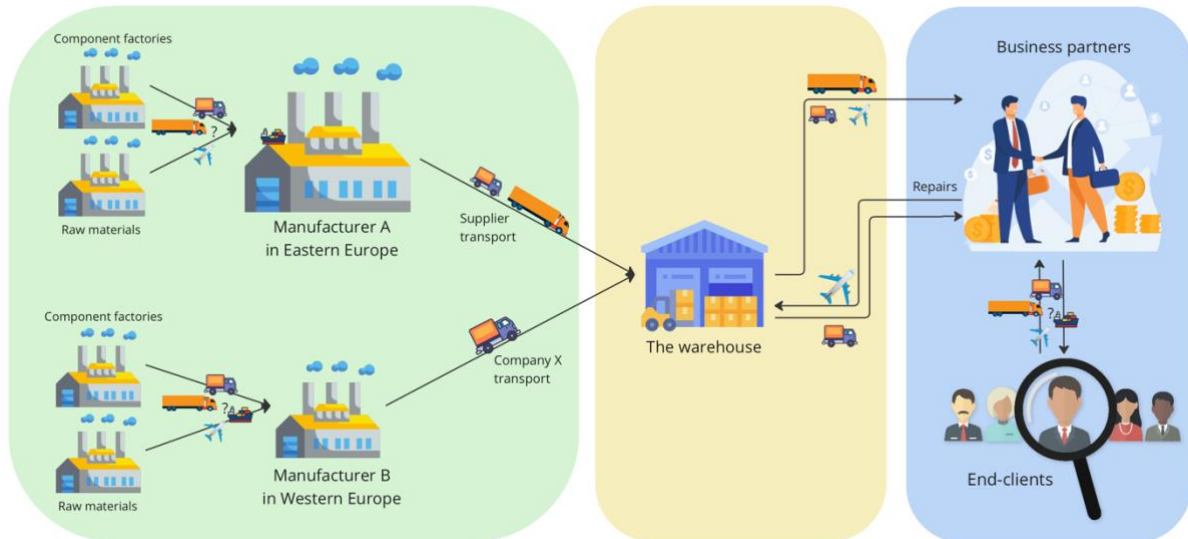 Component factories
?
Raw materials
Manufacturer A
in Eastern Europe
Supplier
transport
Component factories
?
Raw materials
Manufacturer B
in Western Europe
Company X
transport
The warehouse
Business partners
$
$
$
Repairs
$
?
End-clients